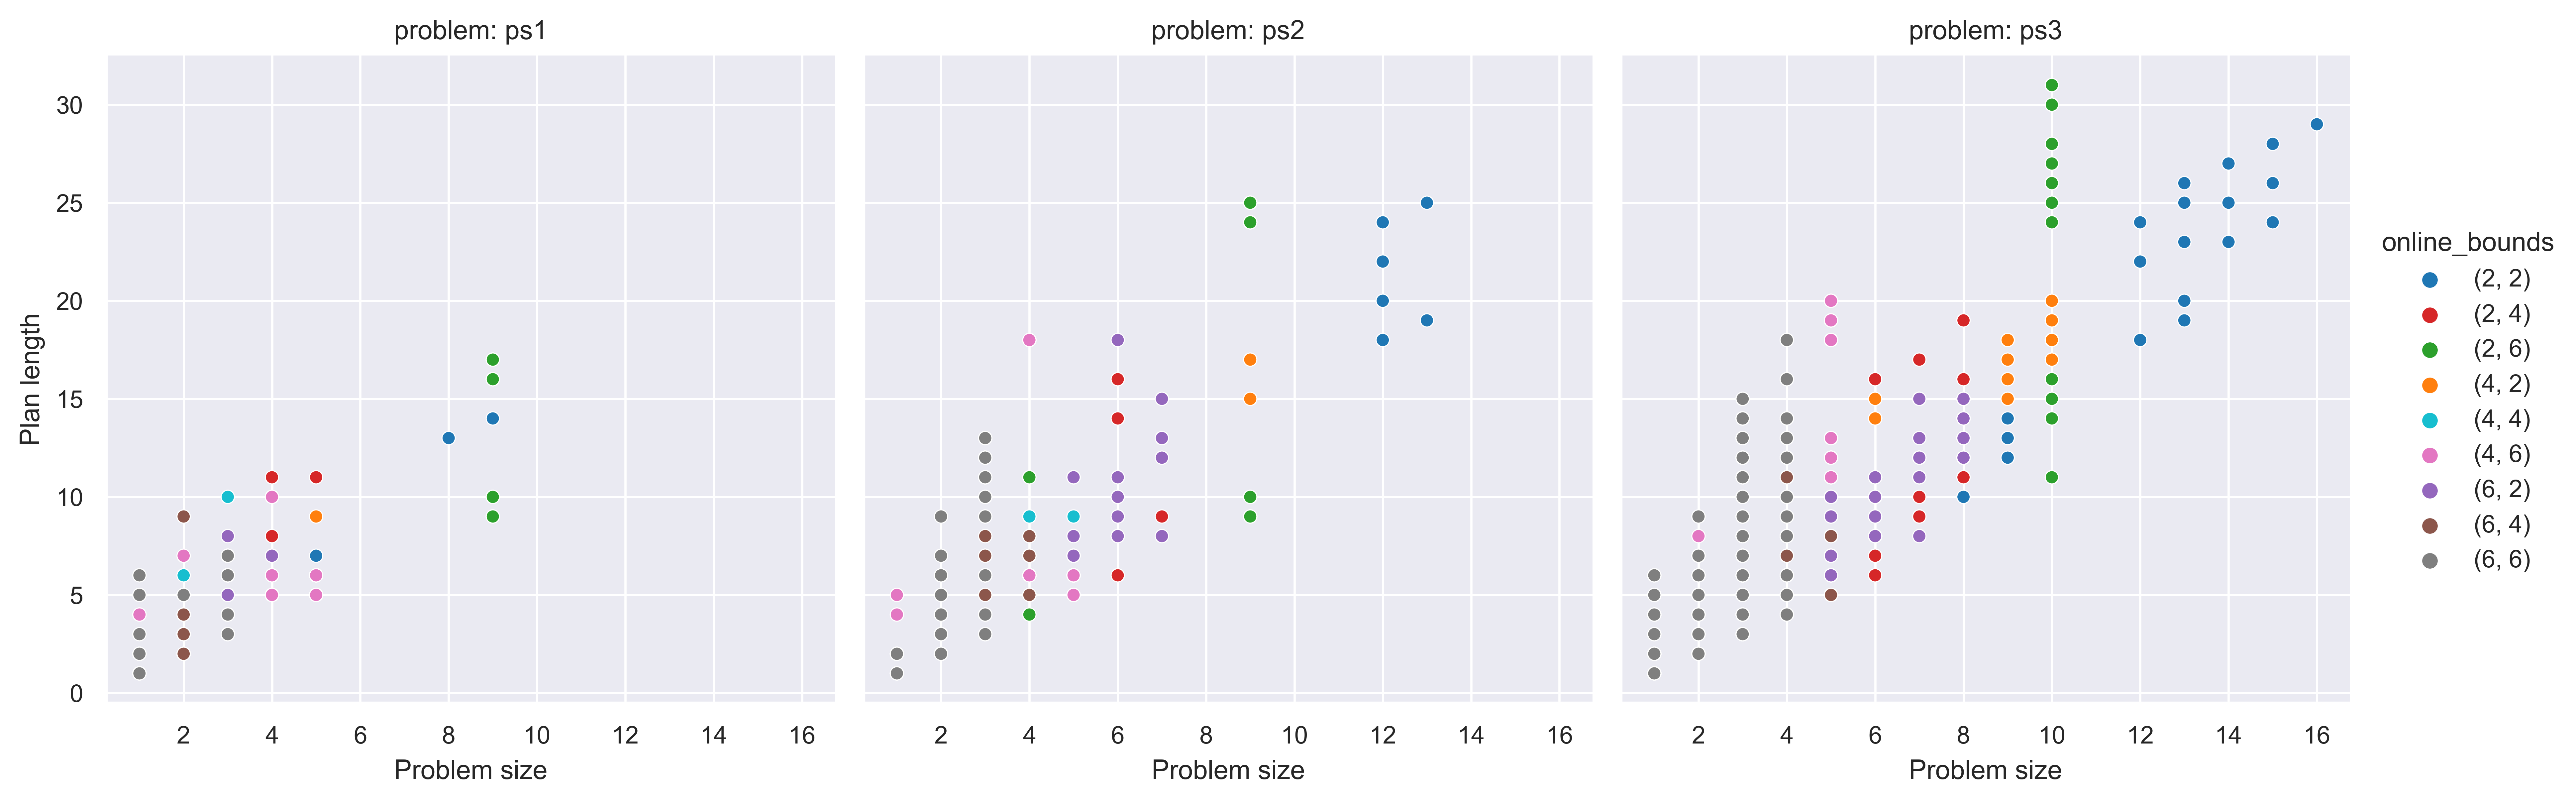 problem: ps1
problem: ps2
problem: ps3
Plan length
30
25
20
15
10
5
0
2 4 6 8 10 12 14 16
2 4 6 8 10 12 14 16
2 4 6 8 10 12 14 16
Problem size
Problem size
Problem size
online_bounds
(2, 2)
(2, 4)
(2, 6)
(4, 2)
(4, 4)
(4, 6)
(6, 2)
(6, 4)
(6, 6)